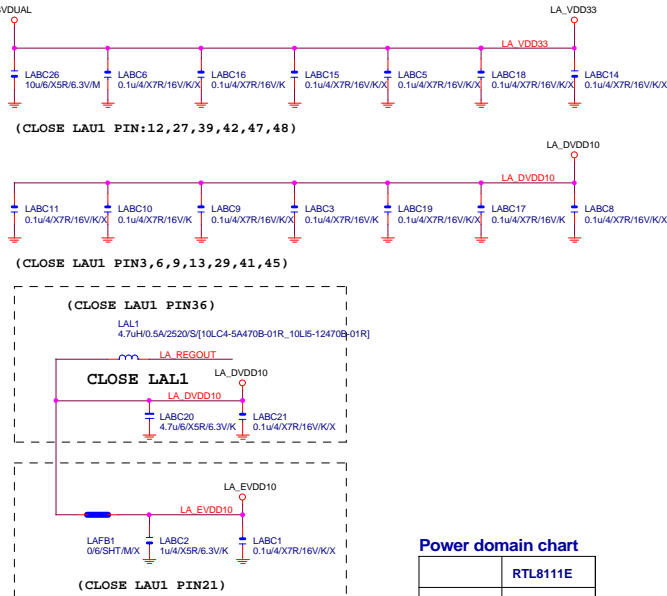 LA_VDD33
LA_VDD33
LABC26
10u/6/X5R/6.3V/M
LABC6
0.1u/4/X7R/16V/K/X
LABC16
0.1u/4/X7R/16V/K
LABC15
0.1u/4/X7R/16V/K/X
LABC5
0.1u/4/X7R/16V/K/X
LABC18
0.1u/4/X7R/16V/K/X
LABC14
0.1u/4/X7R/16V/K/X
(CLOSE LAU1 PIN:12,27,39,42,47,48)
LA_DVDD10
LA_DVDD10
LABC11
0.1u/4/X7R/16V/K/X
LABC10
0.1u/4/X7R/16V/K
LABC9
0.1u/4/X7R/16V/K/X
LABC3
0.1u/4/X7R/16V/K
LABC19
0.1u/4/X7R/16V/K/X
LABC17
0.1u/4/X7R/16V/K
LABC8
0.1u/4/X7R/16V/K/X
(CLOSE LAU1 PIN3,6,9,13,29,41,45)
(CLOSE LAU1 PIN36)
LAL1
4.7uH/0.5A/2520/S/[10LC4-5A470B-01R_10LI5-12470B-01R]
LA_REGOUT
CLOSE LAL1
LA_DVDD10
LA_DVDD10
LABC20
4.7u/6/X5R/6.3V/K
LABC21
0.1u/4/X7R/16V/K/X
LA_EVDD10
LA_EVDD10
LAFB1
0/6/SHT/M/X
LABC2
1u/4/X5R/6.3V/K
LABC1
0.1u/4/X7R/16V/K/X
(CLOSE LAU1 PIN21)
Power domain chart
RTL8111E